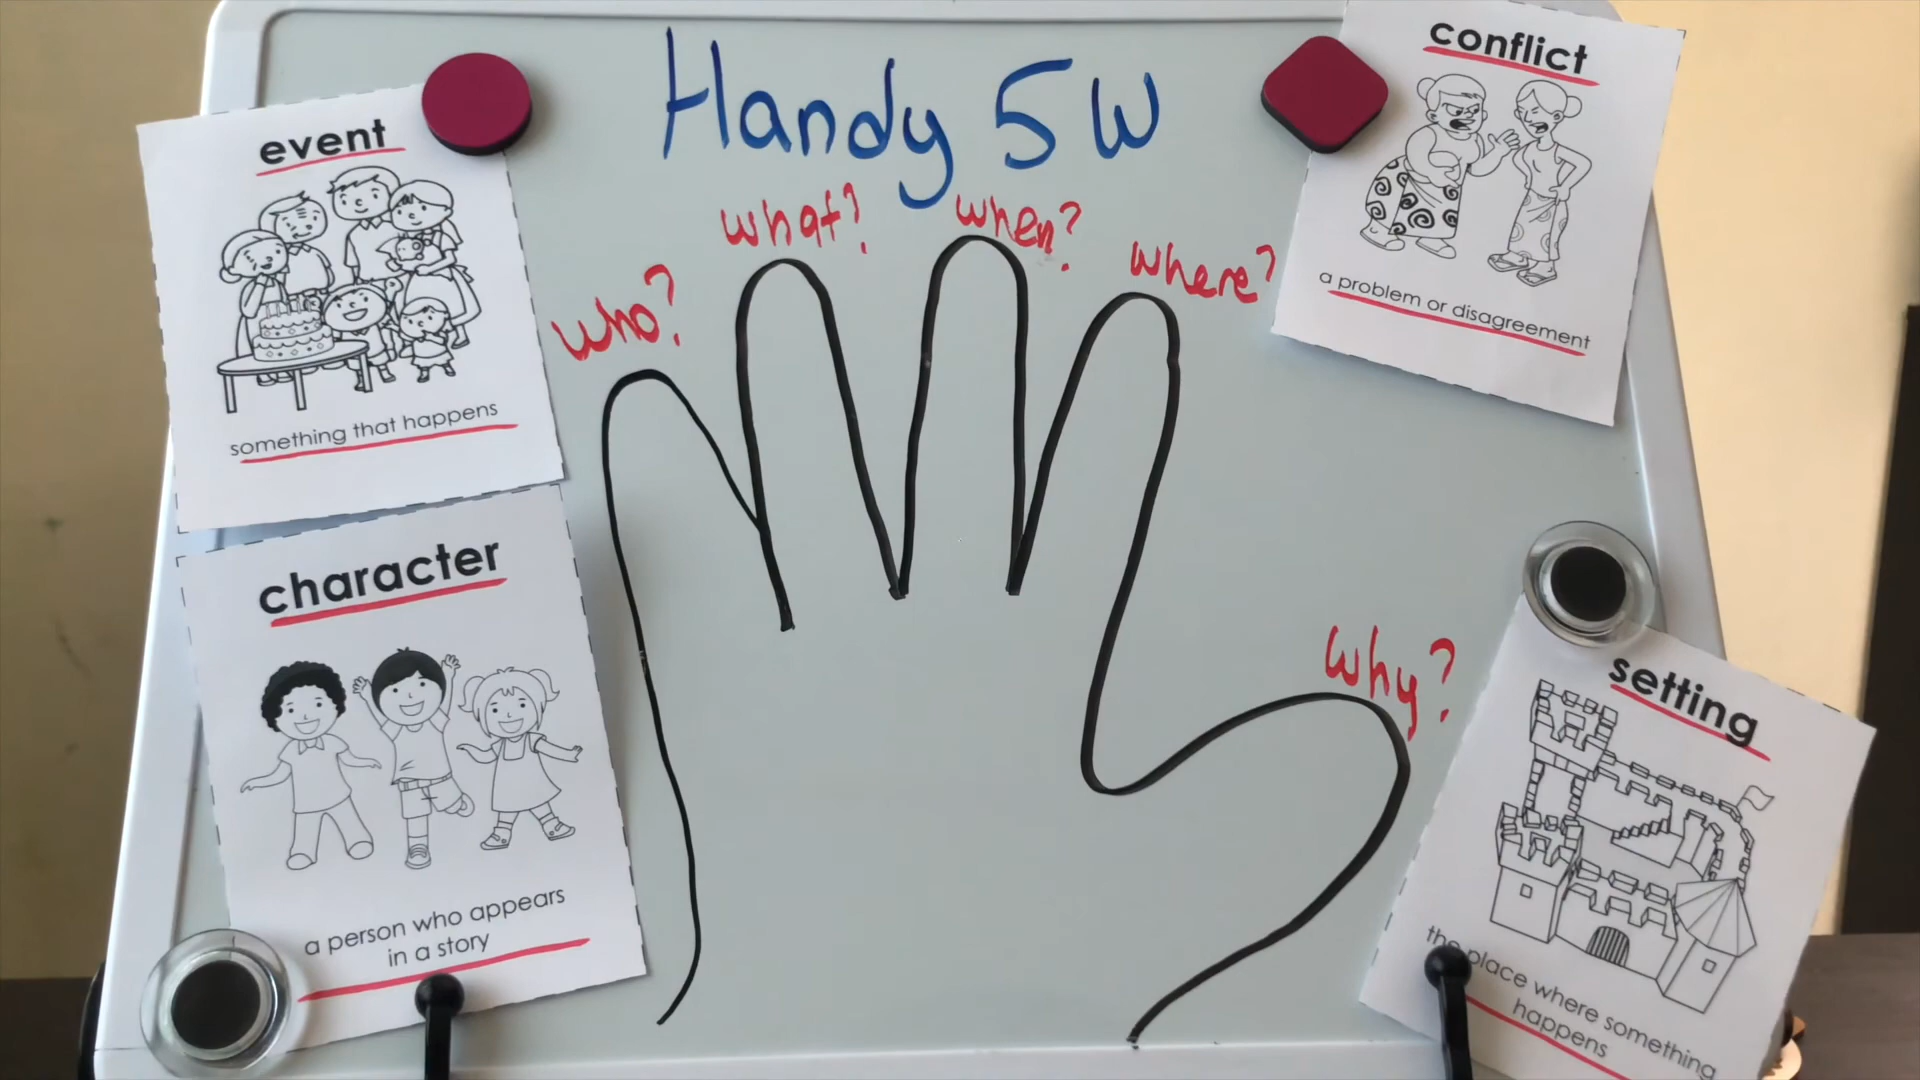 Handy 5 W
who?
what?
when?
where?
why?
event
something that happens
character
a person who appears
in a story
conflict
a problem or disagreement
setting
the place where something
happens